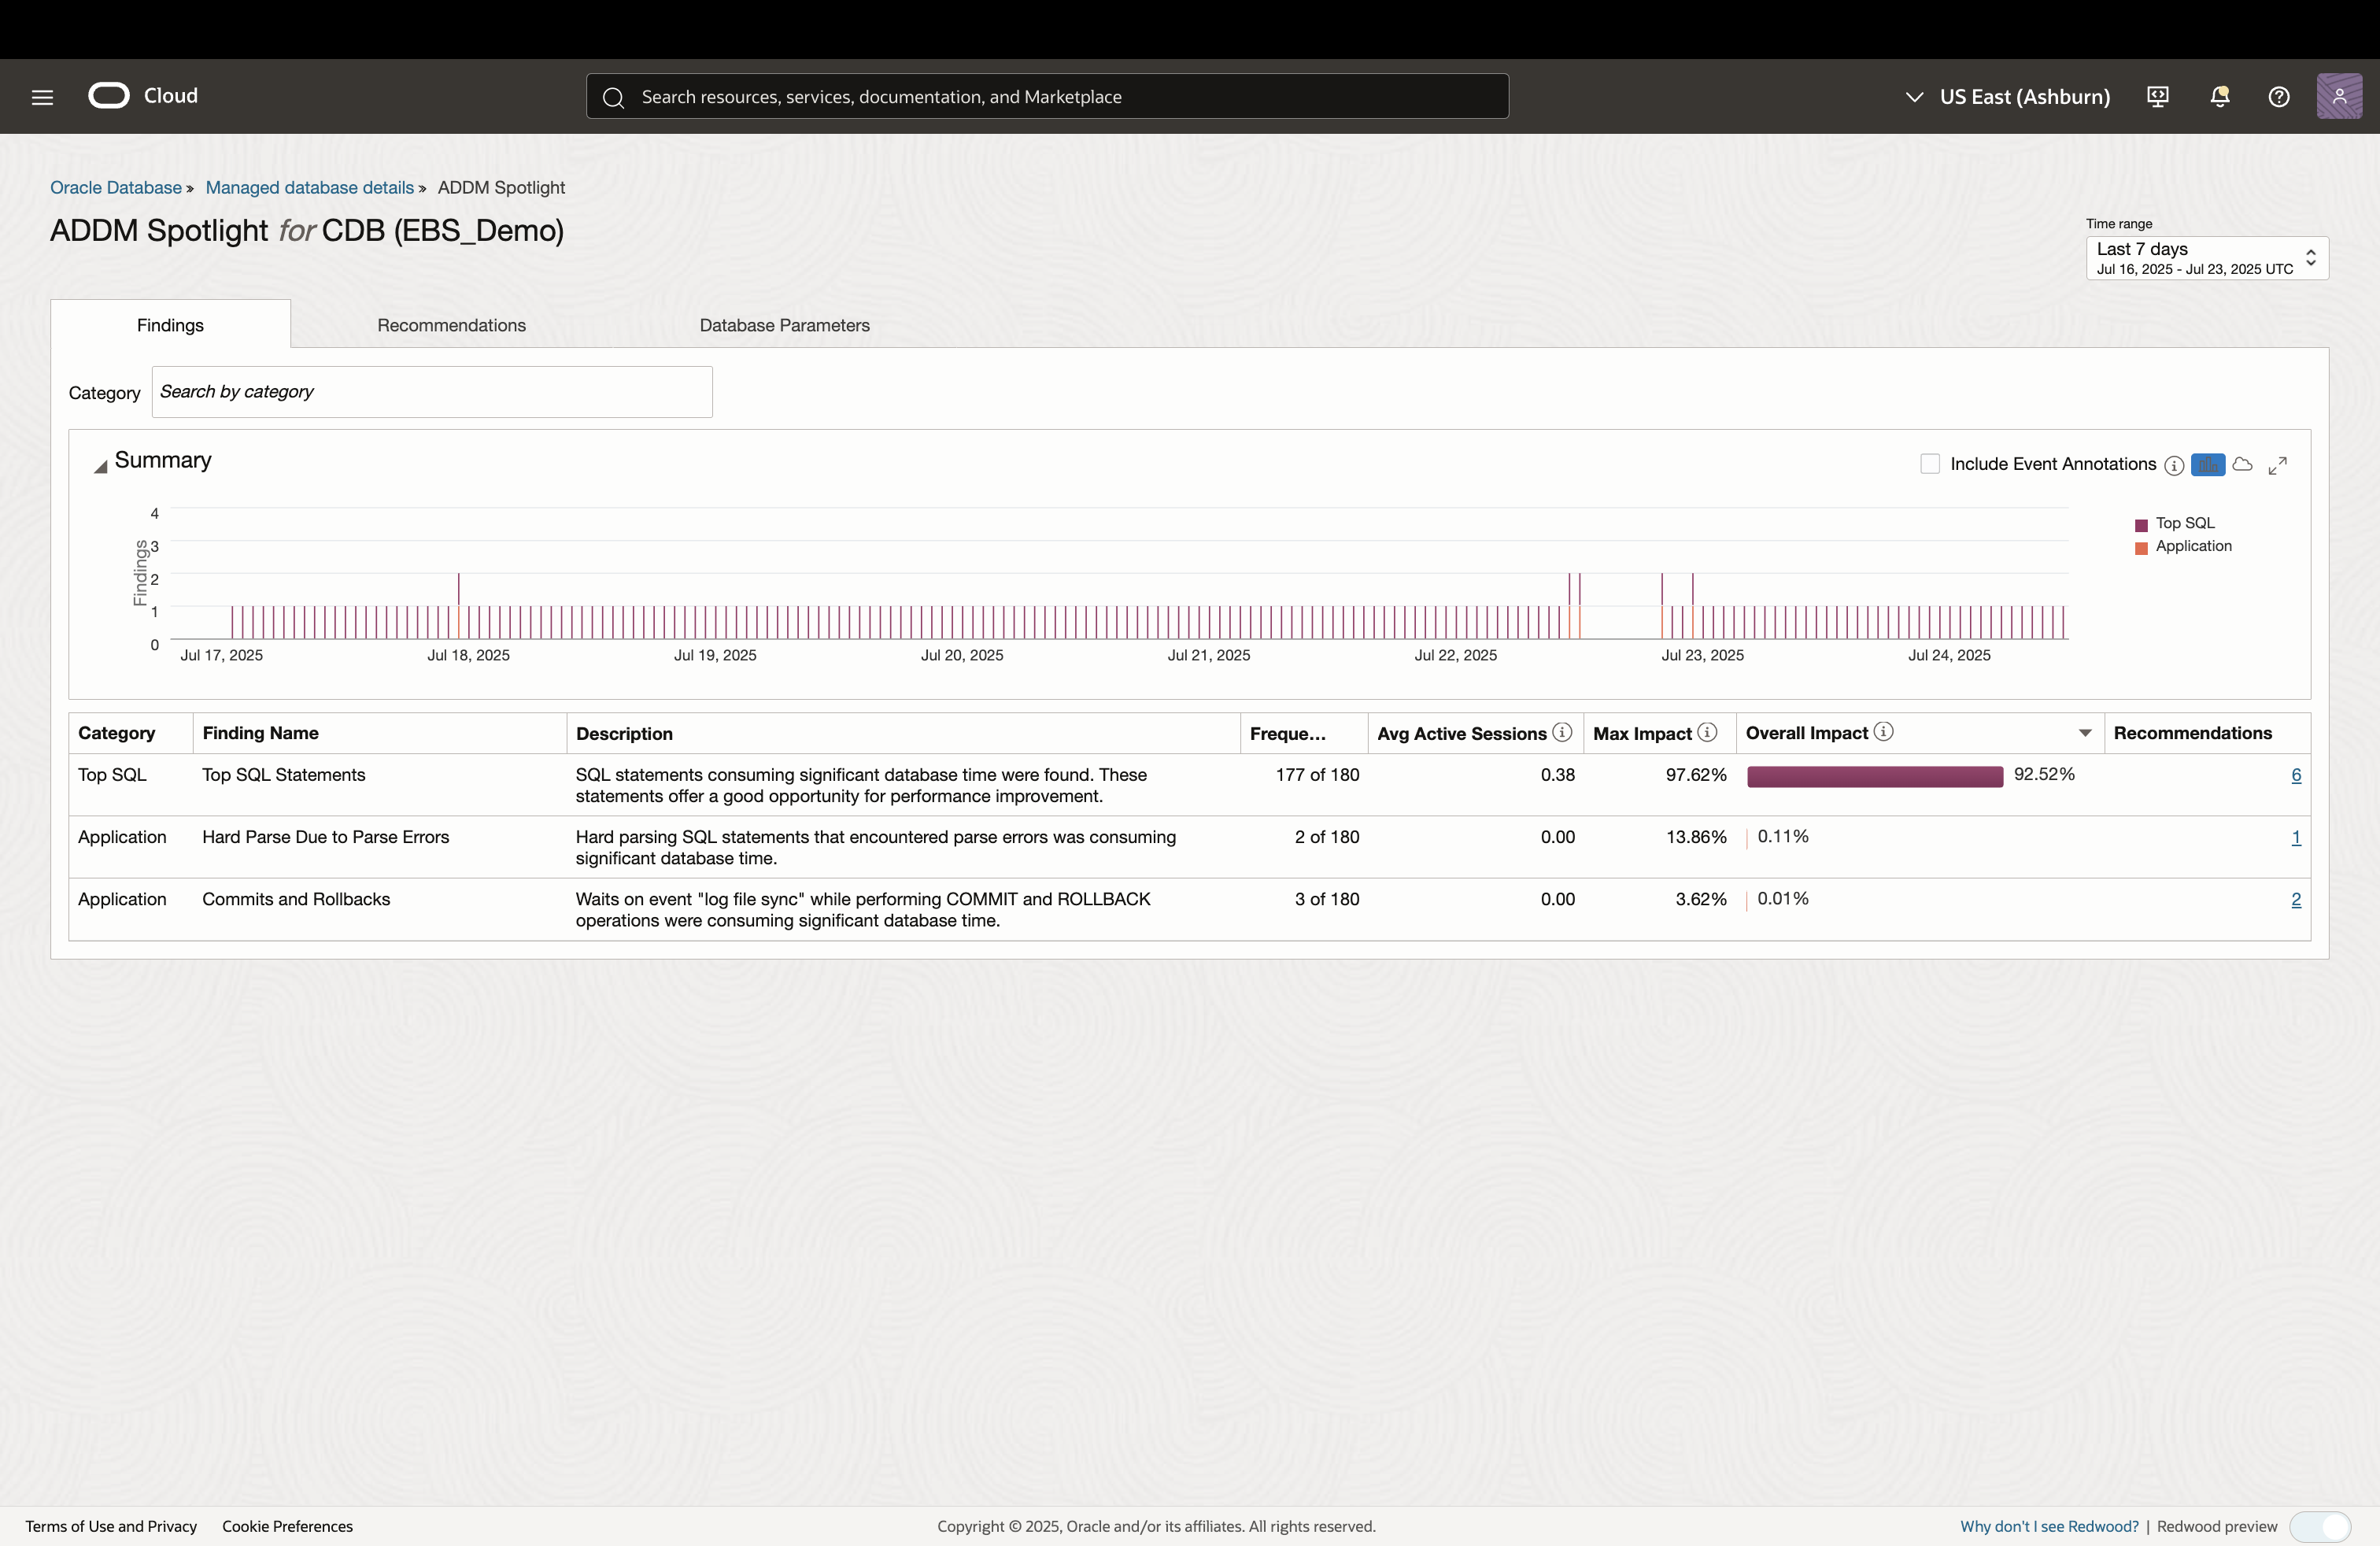 Cloud
Search resources, services, documentation, and Marketplace
US East (Ashburn)
Oracle Database » Managed database details » ADDM Spotlight
ADDM Spotlight for CDB (EBS_Demo)
Time range
Last 7 days
Jul 16, 2025 - Jul 23, 2025 UTC
Findings
Recommendations
Database Parameters
Category
Search by category
Summary
Include Event Annotations
Findings
4
3
2
1
0
Jul 17, 2025
Jul 18, 2025
Jul 19, 2025
Jul 20, 2025
Jul 21, 2025
Jul 22, 2025
Jul 23, 2025
Jul 24, 2025
Top SQL
Application
Category Finding Name Description Freque... Avg Active Sessions Max Impact Overall Impact Recommendations
Top SQL Top SQL Statements SQL statements consuming significant database time were found. These 177 of 180 0.38 97.62% 92.52% 6
statements offer a good opportunity for performance improvement.
Application Hard Parse Due to Parse Errors Hard parsing SQL statements that encountered parse errors was consuming 2 of 180 0.00 13.86% 0.11% 1
significant database time.
Application Commits and Rollbacks Waits on event "log file sync" while performing COMMIT and ROLLBACK 3 of 180 0.00 3.62% 0.01% 2
operations were consuming significant database time.
Terms of Use and Privacy
Cookie Preferences
Copyright © 2025, Oracle and/or its affiliates. All rights reserved.
Why don't I see Redwood? | Redwood preview